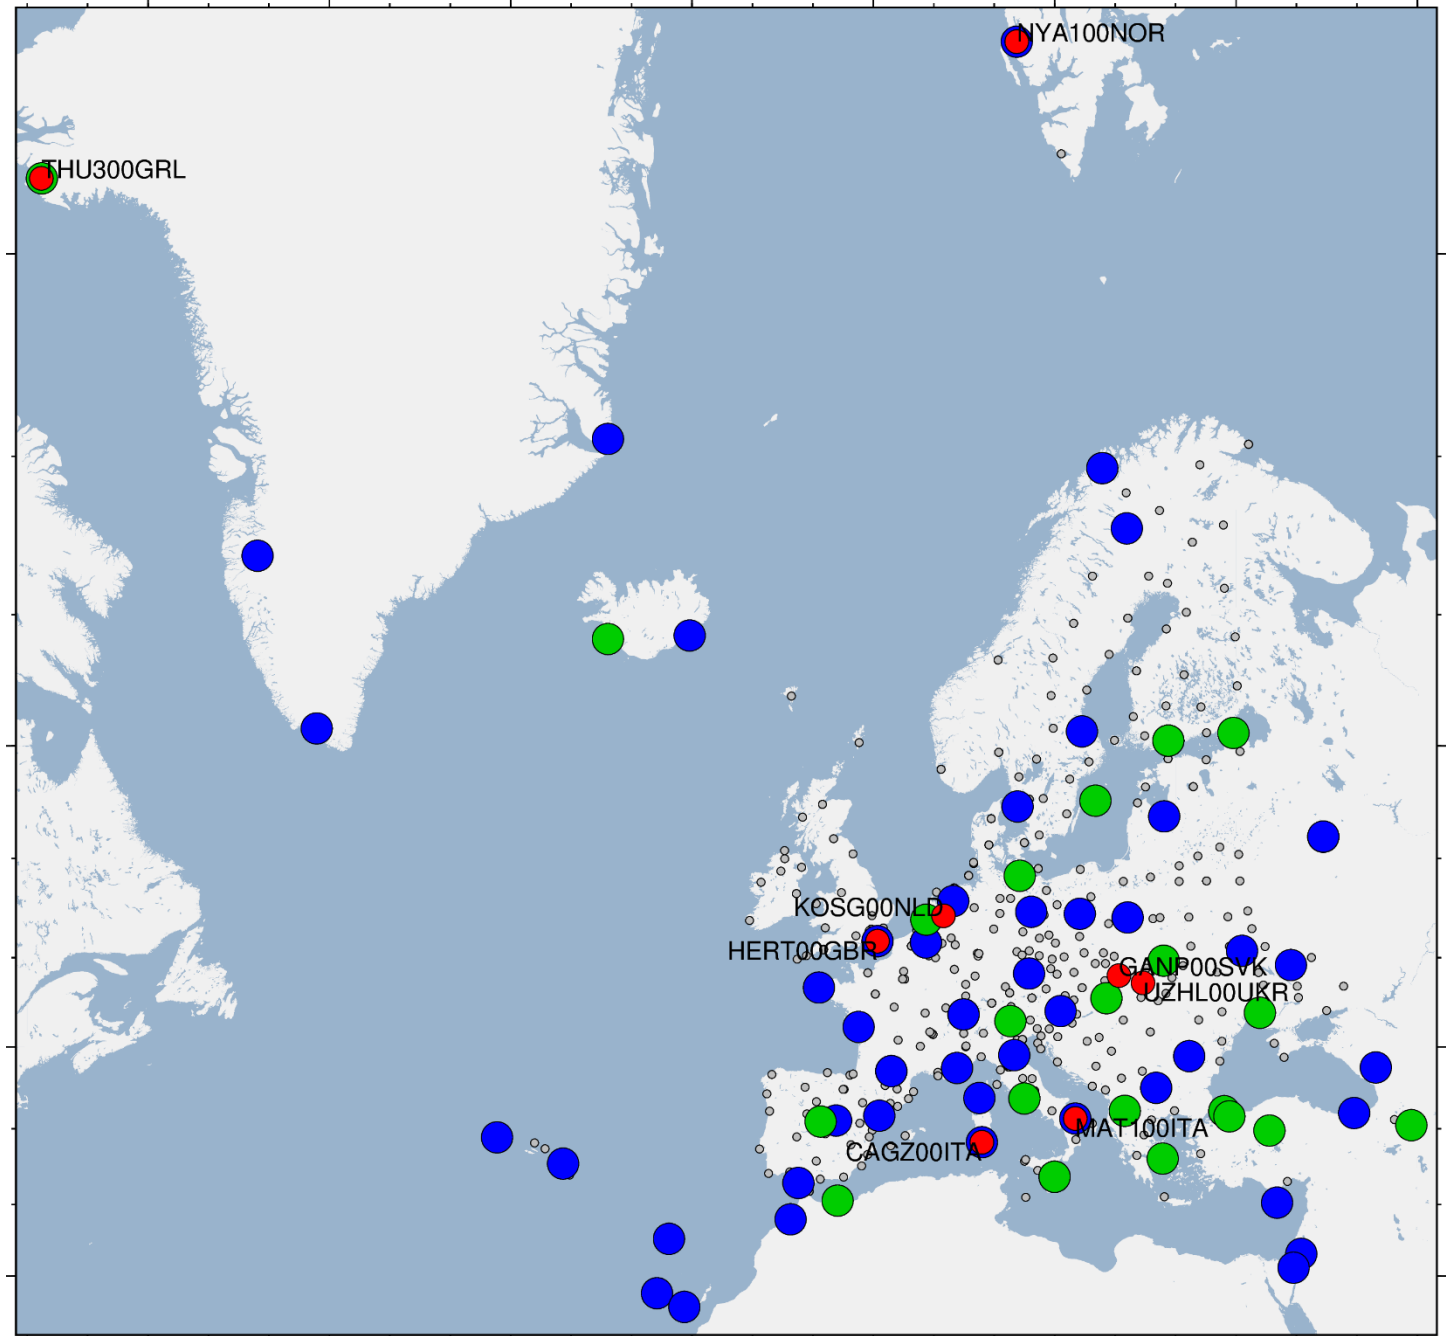 NYA100NOR
THU300GRL
KOSG00NLD
HERT00GBR
GANP00SVK
UZHL00UKR
MAT100ITA
CAGZ00ITA